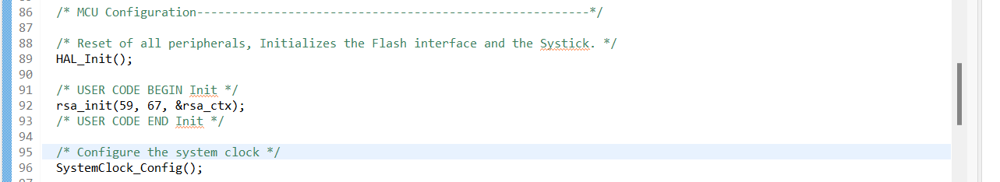 86 /* MCU Configuration--------------------------------------------------------*/
87
88 /* Reset of all peripherals, Initializes the Flash interface and the Systick. */
89 HAL_Init();
90
91 /* USER CODE BEGIN Init */
92 rsa_init(59, 67, &rsa_ctx);
93 /* USER CODE END Init */
94
95 /* Configure the system clock */
96 SystemClock_Config();